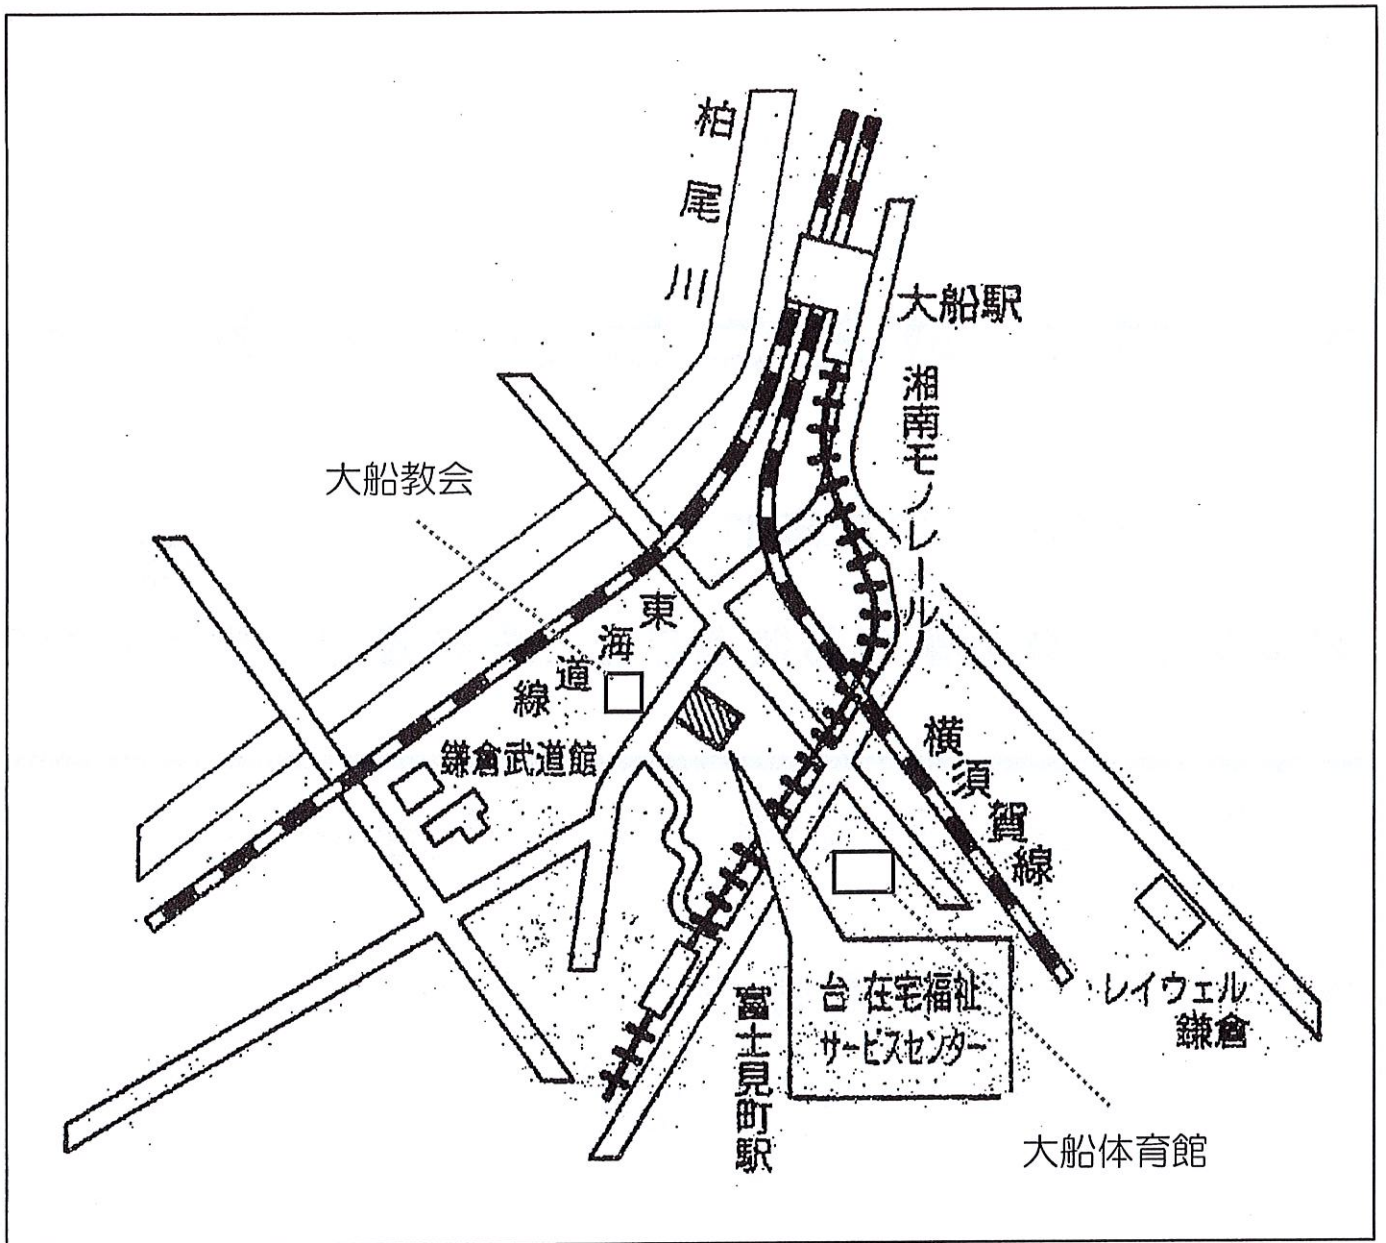 柏尾川
大船駅
湘南モノレール
大船教会
東海道線
鎌倉武道館
横須賀線
台 在宅福祉
サービスセンター
レイウェル
鎌倉
富士見町駅
大船体育館